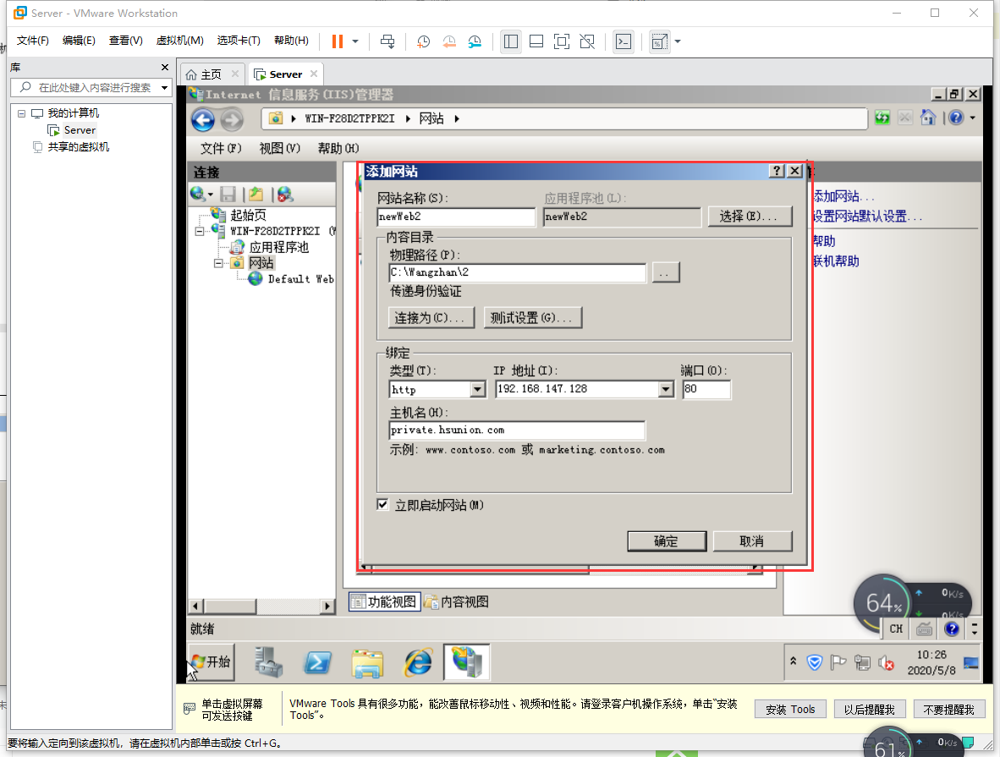 Server - VMware Workstation
文件(F) 编辑(E) 查看(V) 虚拟机(M) 选项卡(T) 帮助(H)
库
在此处键入内容进行搜索
我的计算机
Server
共享的虚拟机
主页 Server
Internet 信息服务(IIS)管理器
WIN-F28D2TPPK2I 网站
文件(F) 视图(V) 帮助(H)
连接
起始页
WIN-F28D2TPPK2I (W
应用程序池
网站
Default Web
添加网站
网站名称(S): 应用程序池(L):
newWeb2 newWeb2 选择(E)...
内容目录
物理路径(P):
C:\Wangzhan\2 ..
传递身份验证
连接为(C)... 测试设置(G)...
绑定
类型(T): IP 地址(I): 端口(O):
http 192.168.147.128 80
主机名(H):
private.hsunion.com
示例: www.contoso.com 或 marketing.contoso.com
立即启动网站(M)
确定 取消
添加网站...
设置网站默认设置...
帮助
联机帮助
功能视图 内容视图
就绪
64% 0K/s
0K/s
CH
开始
10:26
2020/5/8
单击虚拟屏幕
可发送按键
VMware Tools 具有很多功能，能改善鼠标移动性、视频和性能。请登录客户机操作系统，单击“安装
Tools”。
安装 Tools 以后提醒我 不要提醒我
要将输入定向到该虚拟机，请在虚拟机内部单击或按 Ctrl+G。
61% 0K/s